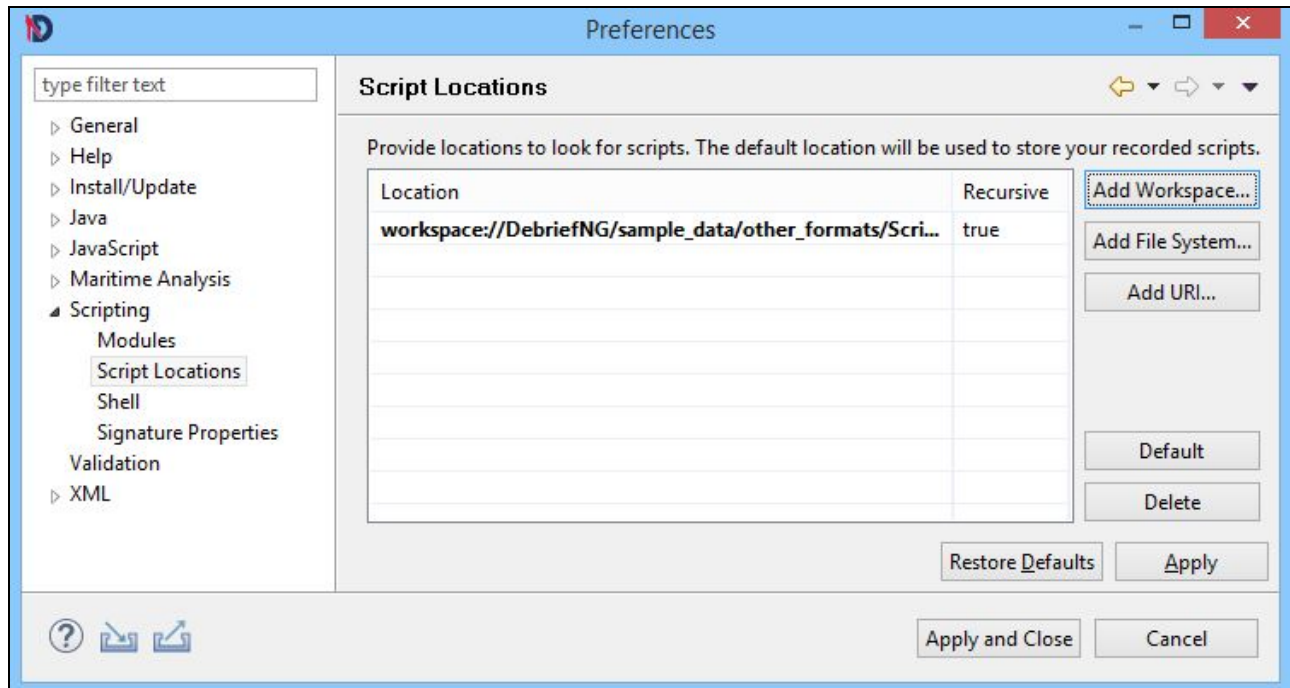 Preferences
type filter text
General
Help
Install/Update
Java
JavaScript
Maritime Analysis
Scripting
Modules
Script Locations
Shell
Signature Properties
Validation
XML
Script Locations
Provide locations to look for scripts. The default location will be used to store your recorded scripts.
Location Recursive
workspace://DebriefNG/sample_data/other_formats/Scri... true
Add Workspace...
Add File System...
Add URI...
Default
Delete
Restore Defaults Apply
Apply and Close Cancel